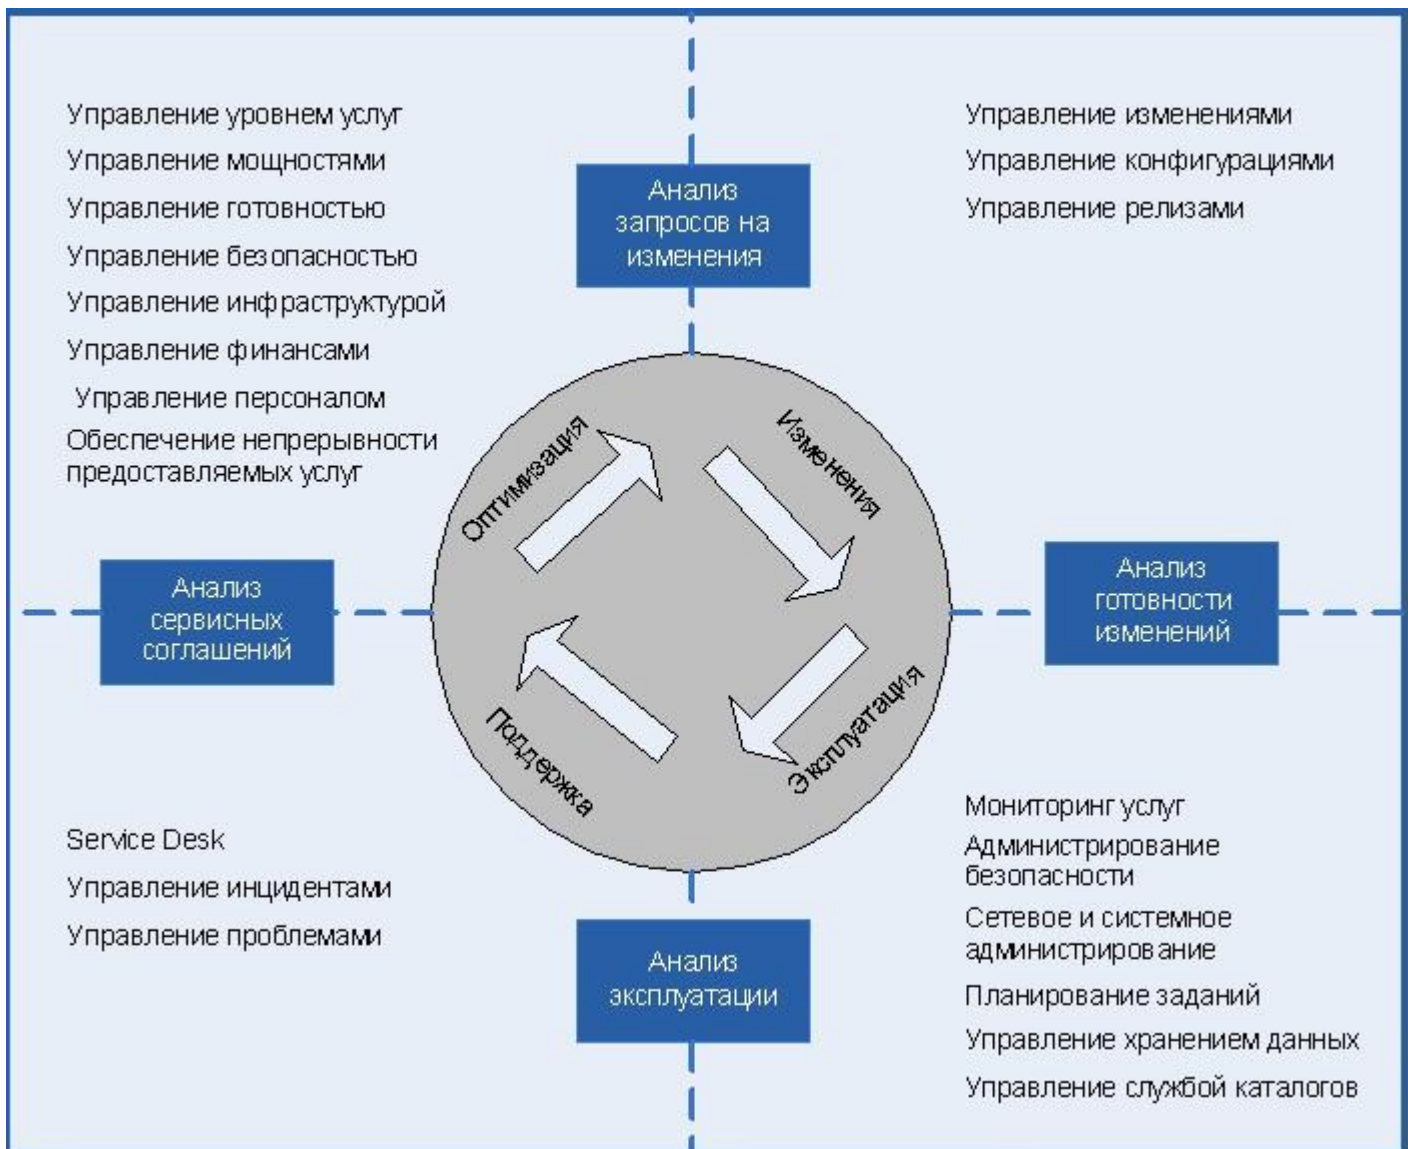 Управление уровнем услуг
Управление мощностями
Управление готовностью
Управление безопасностью
Управление инфраструктурой
Управление финансами
Управление персоналом
Обеспечение непрерывности
предоставляемых услуг
Анализ
запросов на
изменения
Управление изменениями
Управление конфигурациями
Управление релизами
Оптимизация
Изменения
Анализ
сервисных
соглашений
Анализ
готовности
изменений
Поддержка
Эксплуатация
Service Desk
Управление инцидентами
Управление проблемами
Анализ
эксплуатации
Мониторинг услуг
Администрирование
безопасности
Сетевое и системное
администрирование
Планирование заданий
Управление хранением данных
Управление службой каталогов